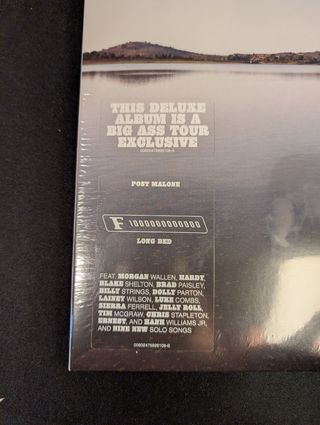 THIS DELUXE
ALBUM IS A
BIG ASS TOUR
EXCLUSIVE
POST MALONE
F 1000000000000
LONG BED
FEAT. MORGAN WALLEN, HARDY,
BLAKE SHELTON, BRAD PAISLEY,
BILLY STRINGS, DOLLY PARTON,
LAINEY WILSON, LUKE COMBS,
SIERRA FERRELL, JELLY ROLL,
TIM MCGRAW, CHRIS STAPLETON,
ERNEST, AND HANK WILLIAMS JR,
AND NINE NEW SOLO SONGS